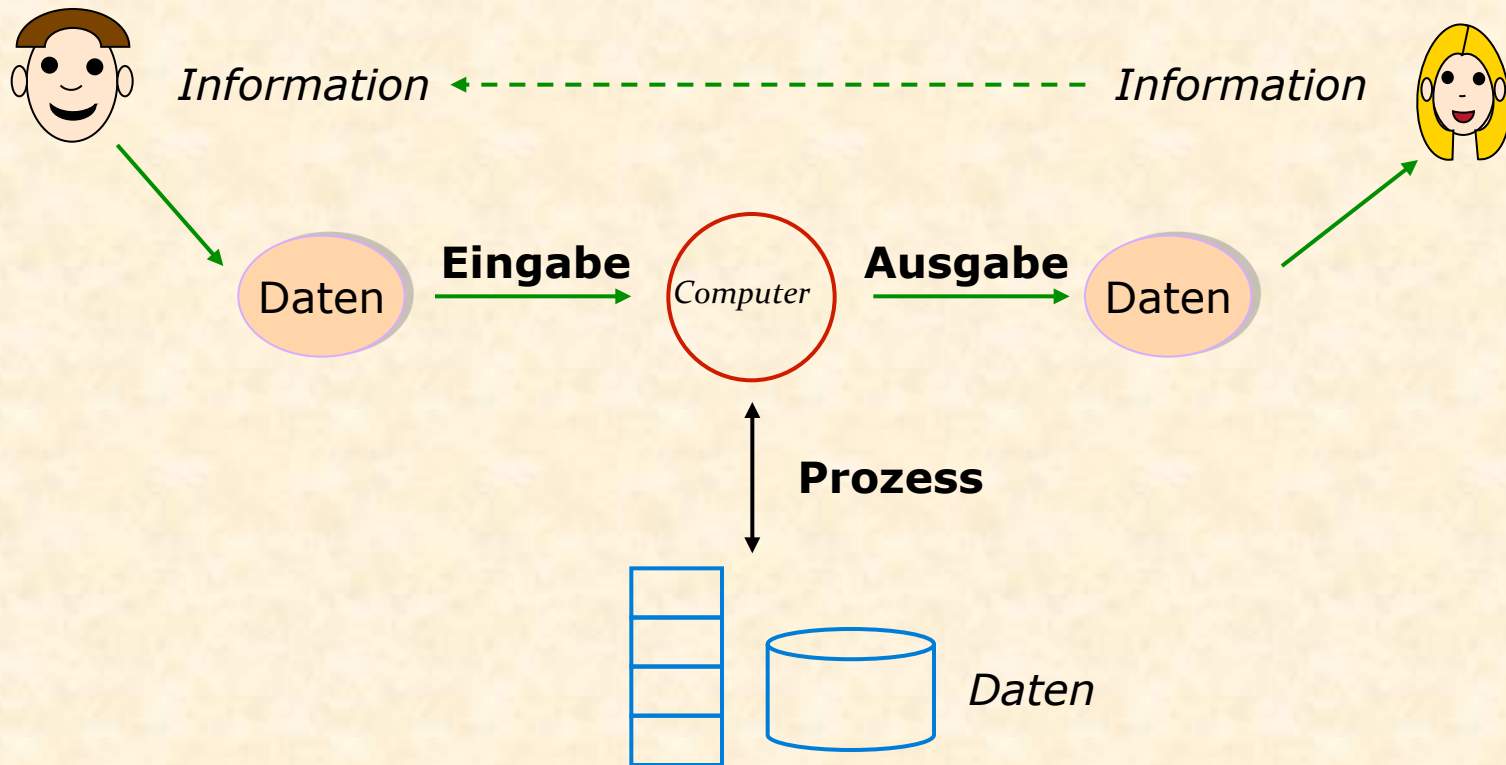 Information
Information
Daten
Eingabe
Computer
Ausgabe
Daten
Prozess
Daten